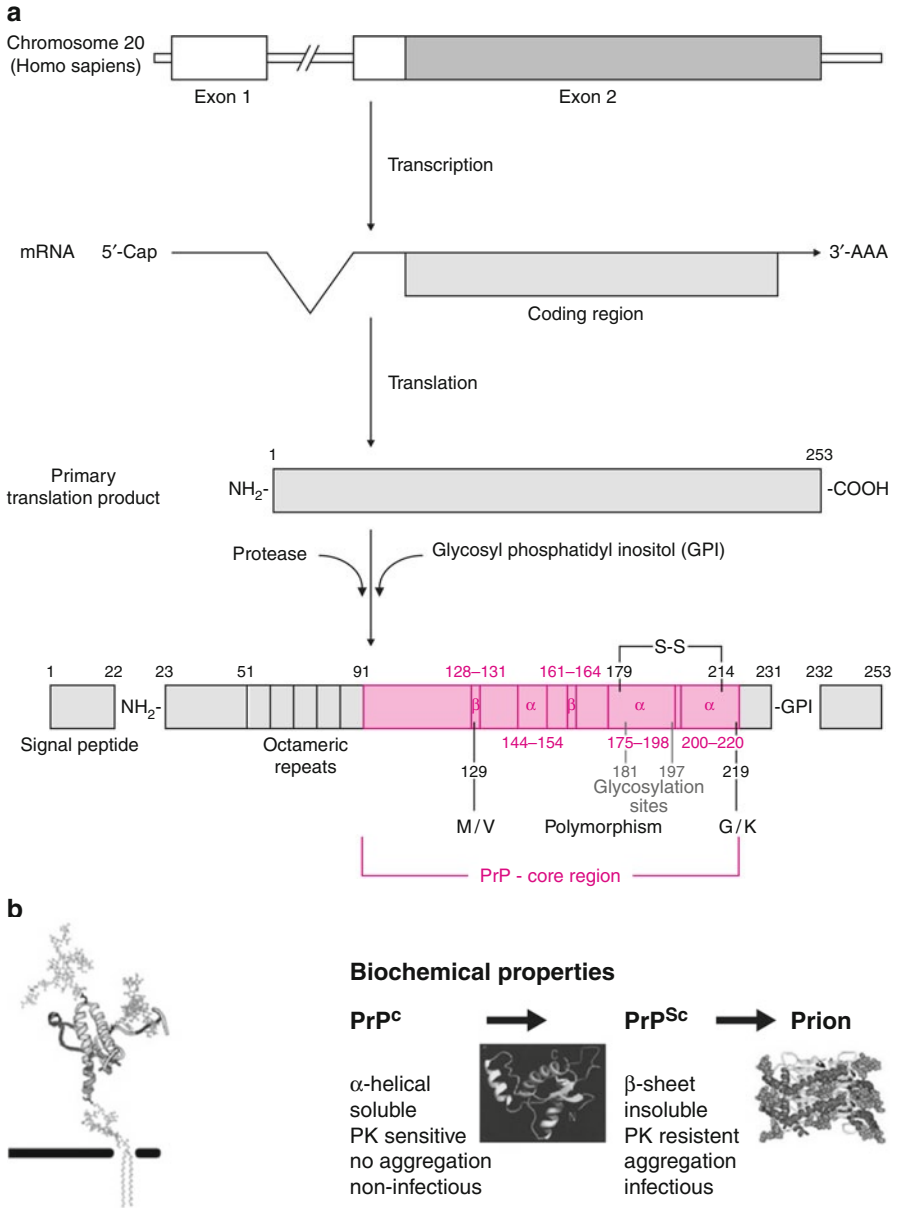 a
Chromosome 20
(Homo sapiens)
Exon 1
Exon 2
Transcription
mRNA
5′-Cap
3′-AAA
Coding region
Translation
1
253
Primary
translation product
NH2-
-COOH
Protease
Glycosyl phosphatidyl inositol (GPI)
S-S
1
22
23
51
91
128–131
161–164
179
214
231
232
253
NH2-
β
α
β
α
α
-GPI
Signal peptide
Octameric
repeats
144–154
175–198
200–220
129
181
197
219
Glycosylation
sites
M/V
Polymorphism
G/K
PrP - core region
b
Biochemical properties
PrPc
PrPSc
Prion
C
N
α-helical
soluble
PK sensitive
no aggregation
non-infectious
β-sheet
insoluble
PK resistent
aggregation
infectious